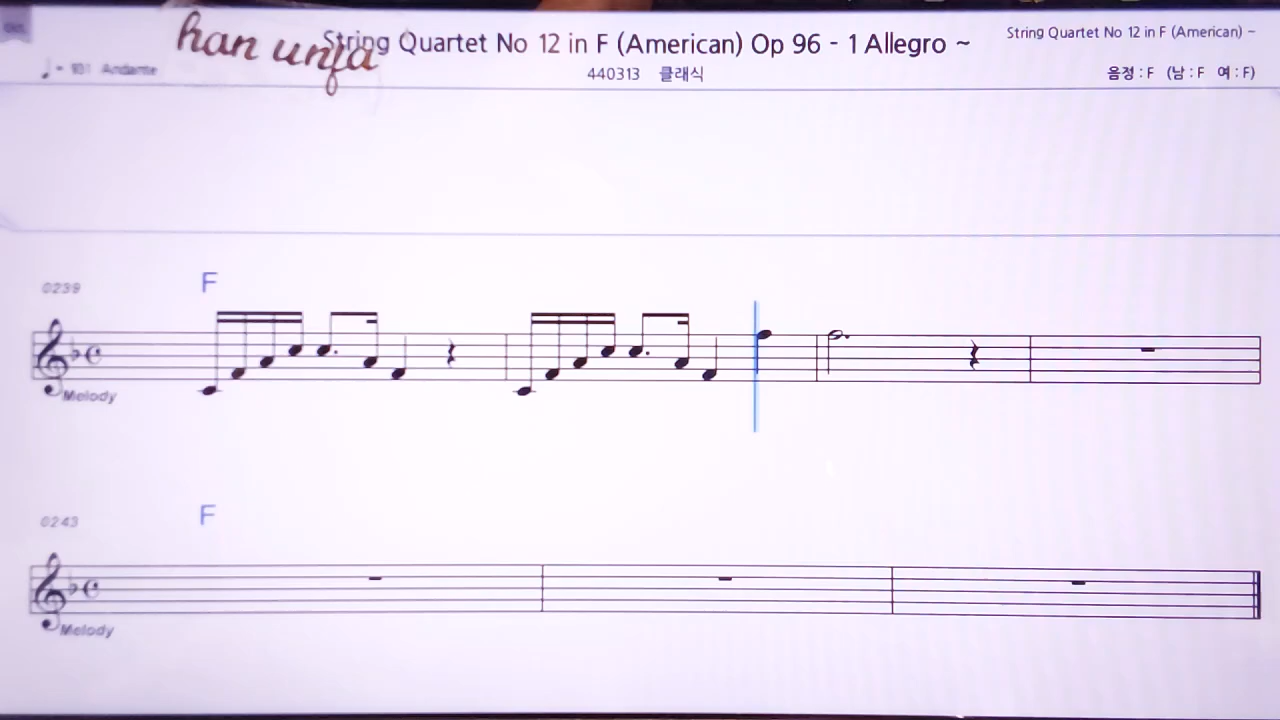 han unfa
String Quartet No 12 in F (American) Op 96 - 1 Allegro ~
String Quartet No 12 in F (American) ~
= 101 Andante
440313 클래식
음정 : F (남 : F 여 : F)
0239
F
Melody
0243
F
Melody